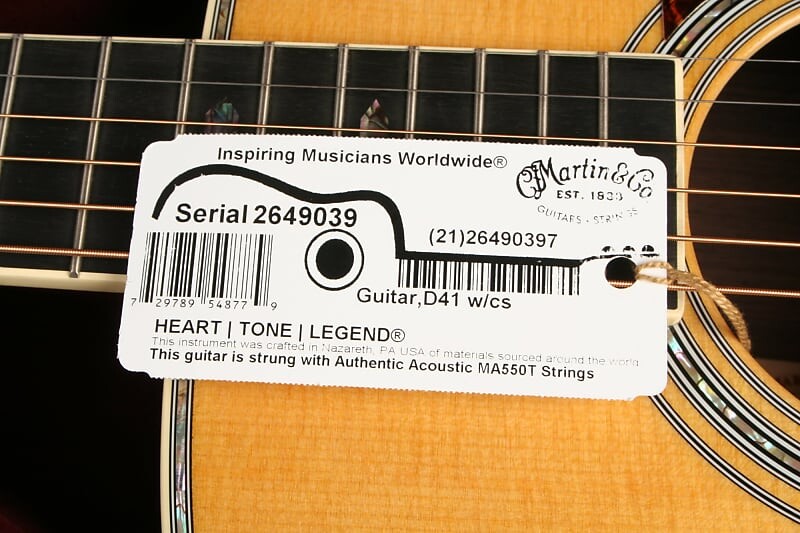 Inspiring Musicians Worldwide®
C.F. Martin & Co.
EST. 1833
GUITARS - STRINGS
Serial 2649039
(21)26490397
7 29789 54877 9
Guitar,D41 w/cs
HEART | TONE | LEGEND®
This instrument was crafted in Nazareth, PA USA of materials sourced around the world
This guitar is strung with Authentic Acoustic MA550T Strings